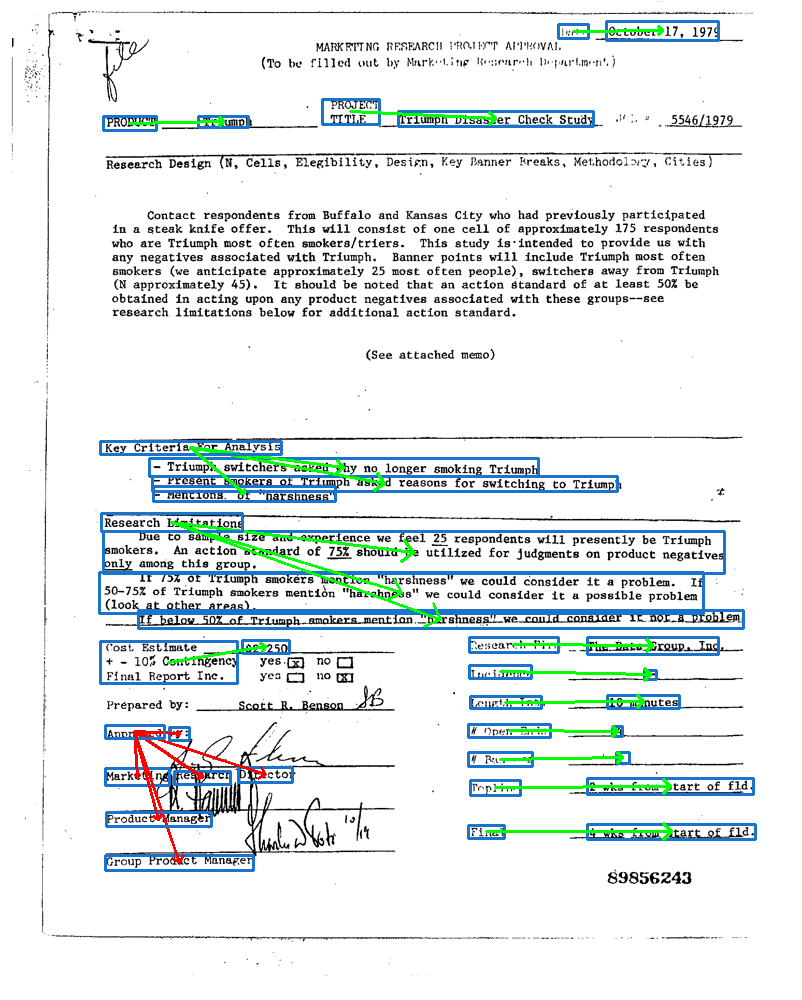 file
October 17, 1979
MARKETING RESEARCH PROJECT APPROVAL
(To be filled out by Marketing Research Department)
PROJECT
PRODUCT Triumph TITLE Triumph Disaster Check Study 5546/1979
Research Design (N, Cells, Elegibility, Design, Key Banner Breaks, Methodology, Cities)
Contact respondents from Buffalo and Kansas City who had previously participated
in a steak knife offer. This will consist of one cell of approximately 175 respondents
who are Triumph most often smokers/triers. This study is intended to provide us with
any negatives associated with Triumph. Banner points will include Triumph most often
smokers (we anticipate approximately 25 most often people), switchers away from Triumph
(N approximately 45). It should be noted that an action standard of at least 50% be
obtained in acting upon any product negatives associated with these groups--see
research limitations below for additional action standard.
(See attached memo)
Key Criteria For Analysis
- Triumph switchers asked why no longer smoking Triumph
- Present smokers of Triumph asked reasons for switching to Triumph
- Mentions of "harshness"
Research Limitations
Due to sample size and experience we feel 25 respondents will presently be Triumph
smokers. An action standard of 75% should be utilized for judgments on product negatives
only among this group.
If 75% of Triumph smokers mention "harshness" we could consider it a problem. If
50-75% of Triumph smokers mention "harshness" we could consider it a possible problem
(look at other areas).
If below 50% of Triumph smokers mention "harshness" we could consider it not a problem
Cost Estimate 250 Research The Data Group, Inc.
+ - 10% Contingency yes x no
Final Report Inc. yes no x Incidence
Prepared by: Scott R. Benson SB Length Int. 10 minutes
Approved by: # Open Ends
Marketing Research Director #
Topline 2 wks from start of fld.
Product Manager 10/19
Final 4 wks from start of fld.
Group Product Manager
89856243